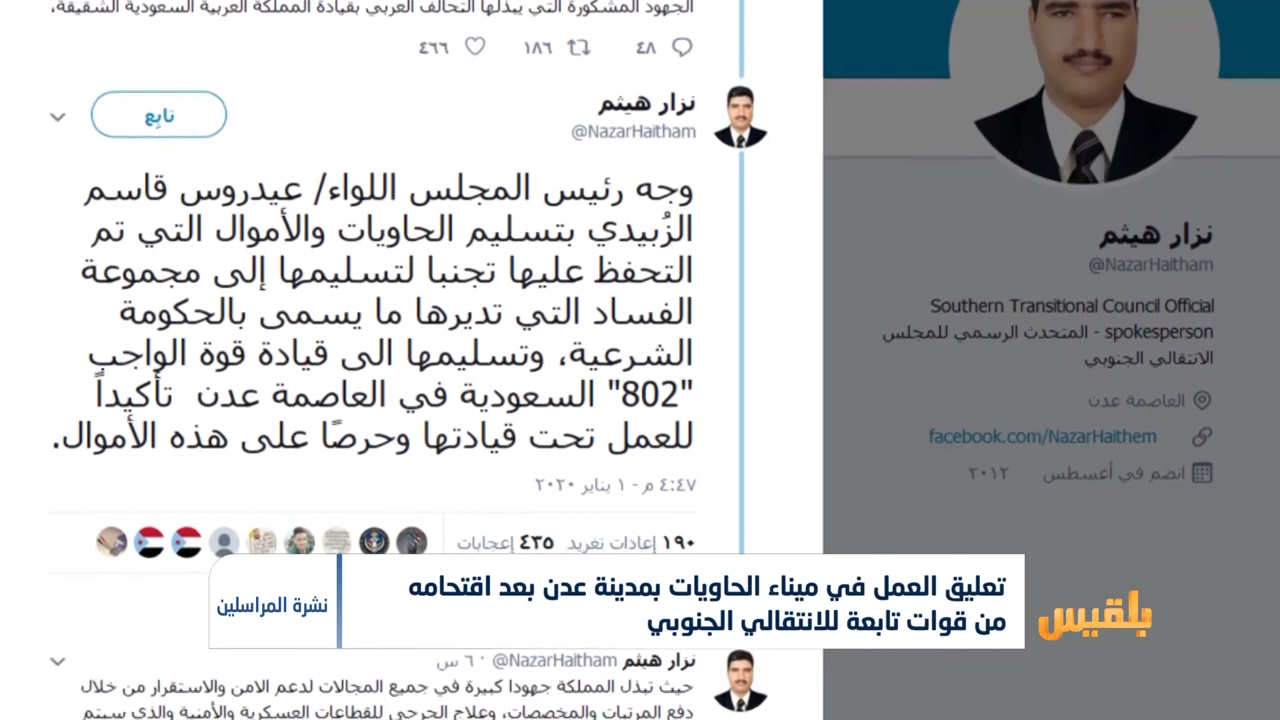 الجهود المشكورة التي يبذلها التحالف العربي بقيادة المملكة العربية السعودية الشقيقة،
٤٨ ١٨٦ ٤٦٦
نزار هيثم
@NazarHaitham
تابِع
وجه رئيس المجلس اللواء/ عيدروس قاسم
الزُبيدي بتسليم الحاويات والأموال التي تم
التحفظ عليها تجنبا لتسليمها إلى مجموعة
الفساد التي تديرها ما يسمى بالحكومة
الشرعية، وتسليمها الى قيادة قوة الواجب
"802" السعودية في العاصمة عدن تأكيداً
للعمل تحت قيادتها وحرصًا على هذه الأموال.
٤:٤٧ م - ١ يناير ٢٠٢٠
١٩٠ إعادات تغريد ٤٣٥ إعجابات
نزار هيثم @NazarHaitham · ٦ س
حيث تبذل المملكة جهودا كبيرة في جميع المجالات لدعم الامن والاستقرار من خلال
دفع المرتبات والمخصصات، وعلاج الجرحى للقطاعات العسكرية والأمنية والذي سيتم
نزار هيثم
@NazarHaitham
Southern Transitional Council Official
spokesperson - المتحدث الرسمي للمجلس
الانتقالي الجنوبي
العاصمة عدن
facebook.com/NazarHaithem
انضم في أغسطس ٢٠١٢
تعليق العمل في ميناء الحاويات بمدينة عدن بعد اقتحامه
من قوات تابعة للانتقالي الجنوبي
نشرة المراسلين
بلقيس